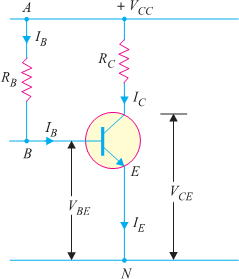 A
+ V_CC
I_B
R_C
R_B
I_C
I_B
B
E
V_BE
V_CE
I_E
N